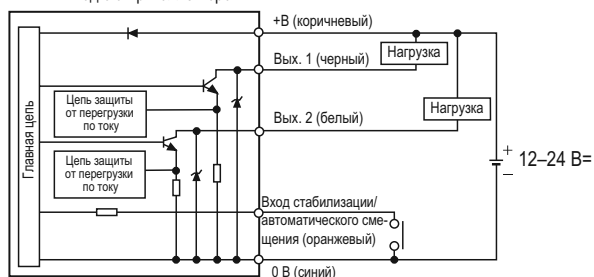 +В (коричневый)
Вых. 1 (черный)
Нагрузка
Цепь защиты
от перегрузки
по току
Вых. 2 (белый)
Нагрузка
Главная цепь
Цепь защиты
от перегрузки
по току
+
12–24 В=
–
Вход стабилизации/
автоматического сме-
щения (оранжевый)
0 В (синий)